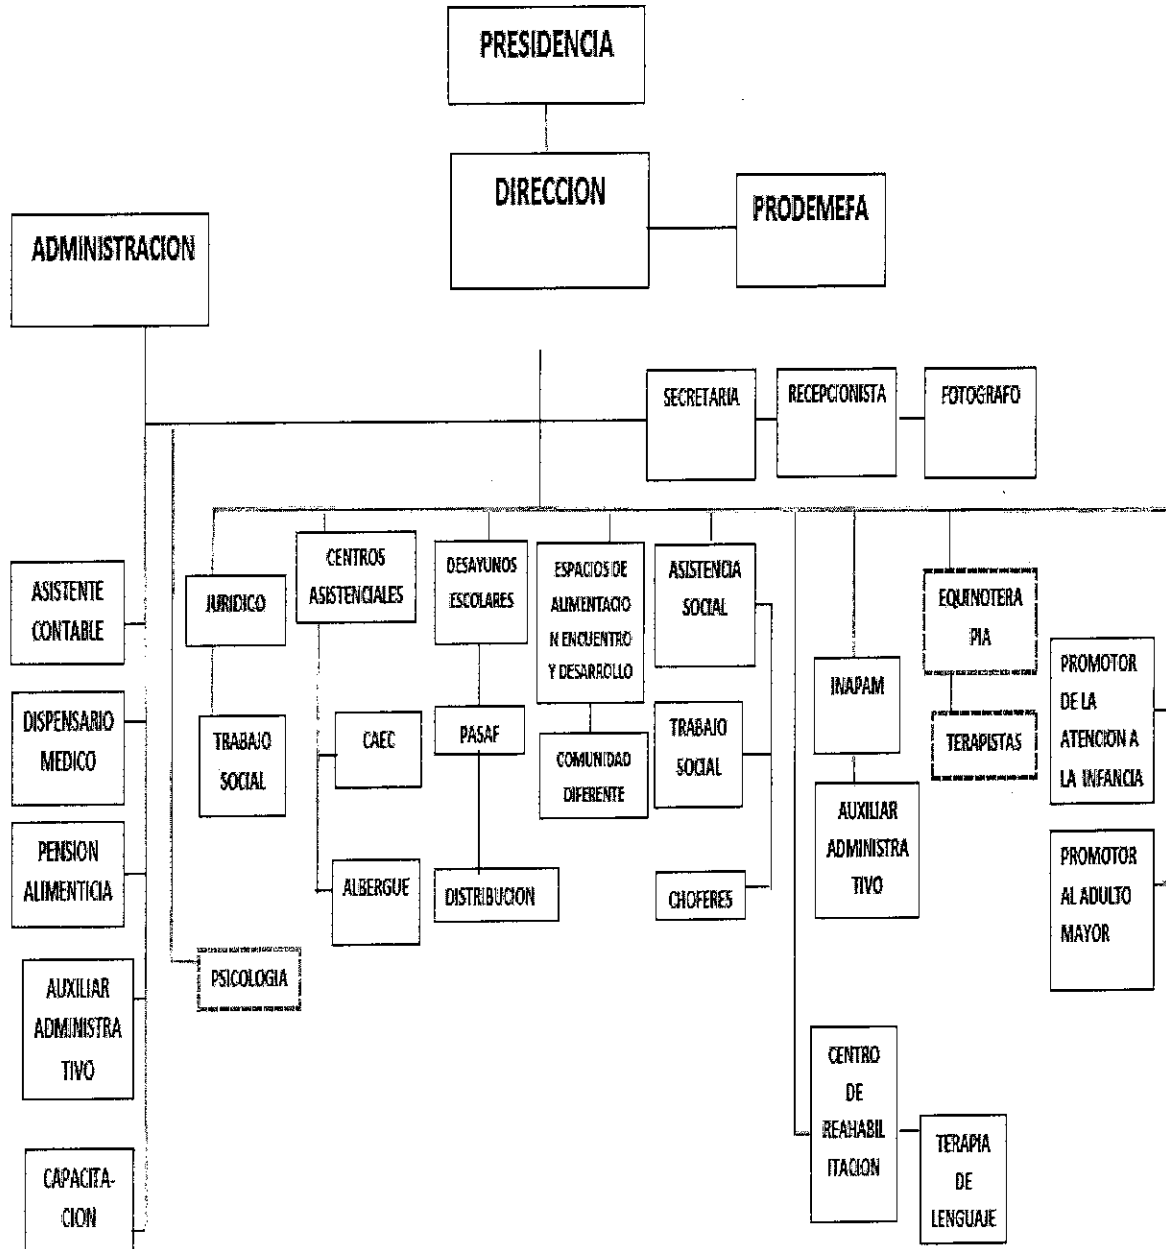 PRESIDENCIA
DIRECCION
PRODEMEFA
ADMINISTRACION
SECRETARIA
RECEPCIONISTA
FOTOGRAFO
ASISTENTE
CONTABLE
DISPENSARIO
MEDICO
PENSION
ALIMENTICIA
AUXILIAR
ADMINISTRA
TIVO
CAPACITA-
CION
JURIDICO
TRABAJO
SOCIAL
PSICOLOGIA
CENTROS
ASISTENCIALES
CAEC
ALBERGUE
DESAYUNOS
ESCOLARES
PASAF
DISTRIBUCION
ESPACIOS DE
ALIMENTACIO
N ENCUENTRO
Y DESARROLLO
COMUNIDAD
DIFERENTE
ASISTENCIA
SOCIAL
TRABAJO
SOCIAL
CHOFERES
INAPAM
AUXILIAR
ADMINISTRA
TIVO
EQUINOTERA
PIA
TERAPISTAS
PROMOTOR
DE LA
ATENCION A
LA INFANCIA
PROMOTOR
AL ADULTO
MAYOR
CENTRO
DE
REAHABIL
ITACION
TERAPIA
DE
LENGUAJE